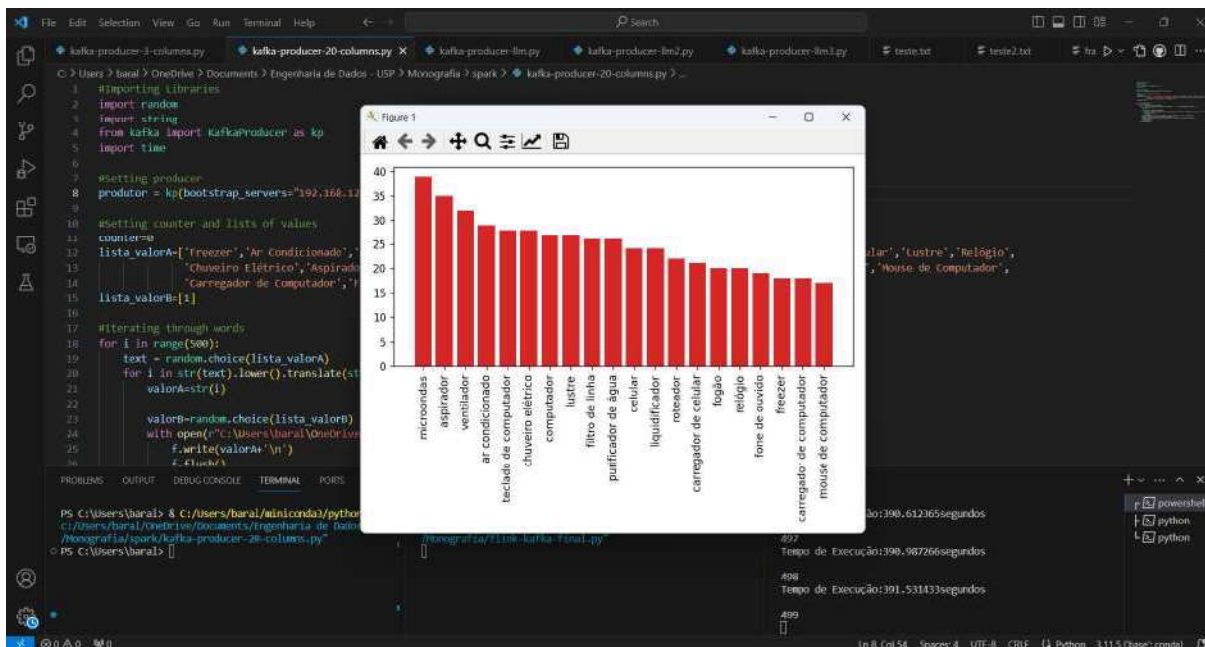 File Edit Selection View Go Run Terminal Help
Search
kafka-producer-3-columns.py kafka-producer-20-columns.py kafka-producer-llm.py kafka-producer-llm2.py kafka-producer-llm3.py teste.txt teste2.txt
C: > Users > baral > OneDrive > Documents > Engenharia de Dados - USP > Monografia > spark > kafka-producer-20-columns.py > ...
1 #Importing Libraries
2 import random
3 import string
4 from kafka import KafkaProducer as kp
5 import time
6
7 #Setting producer
8 produtor = kp(bootstrap_servers="192.168.12
9
10 #Setting counter and lists of values
11 counter=0
12 lista_valorA=['Freezer','Ar Condicionado',' ular','Lustre','Relógio',
13 'Chuveiro Elétrico','Aspirado ,'Mouse de Computador',
14 'Carregador de Computador','F
15 lista_valorB=[1]
16
17 #Iterating through words
18 for i in range(500):
19 text = random.choice(lista_valorA)
20 for i in str(text).lower().translate(st
21 valorA=str(i)
22
23 valorB=random.choice(lista_valorB)
24 with open(r"C:\Users\baral\OneDrive
25 f.write(valorA+'\n')
26 f.flush()
Figure 1
40
35
30
25
20
15
10
5
0
microondas
aspirador
ventilador
ar condicionado
teclado de computador
chuveiro elétrico
computador
lustre
filtro de linha
purificador de água
celular
liquidificador
roteador
carregador de celular
fogão
relógio
fone de ouvido
freezer
carregador de computador
mouse de computador
PROBLEMS OUTPUT DEBUG CONSOLE TERMINAL PORTS
PS C:\Users\baral> & C:/Users/baral/miniconda3/python
c:/Users/baral/OneDrive/Documents/Engenharia de Dados
/Monografia/spark/kafka-producer-20-columns.py"
PS C:\Users\baral>
/Monografia/flink-kafka-final.py"
ão:390.612365segundos
497
Tempo de Execução:390.987266segundos
498
Tempo de Execução:391.531433segundos
499
powershell
python
python
0 0 0 Ln 8, Col 54 Spaces: 4 UTF-8 CRLF Python 3.11.5 ('base': conda)